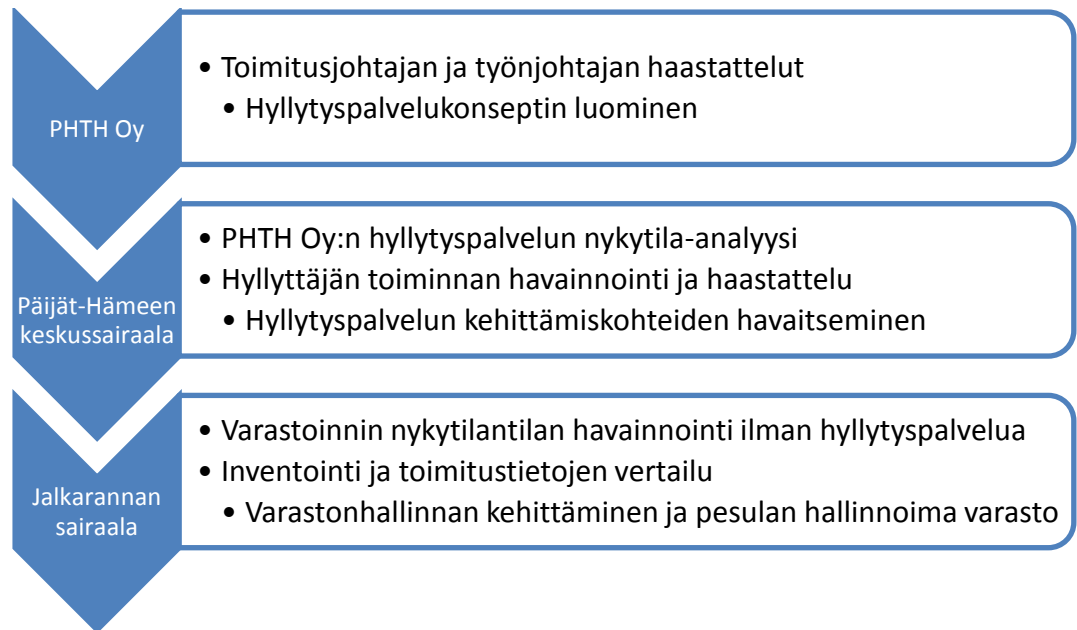 PHTH Oy
• Toimitusjohtajan ja työnjohtajan haastattelut
• Hyllytyspalvelukonseptin luominen
Päijät-Hämeen
keskussairaala
• PHTH Oy:n hyllytyspalvelun nykytila-analyysi
• Hyllyttäjän toiminnan havainnointi ja haastattelu
• Hyllytyspalvelun kehittämiskohteiden havaitseminen
Jalkarannan
sairaala
• Varastoinnin nykytilantilan havainnointi ilman hyllytyspalvelua
• Inventointi ja toimitustietojen vertailu
• Varastonhallinnan kehittäminen ja pesulan hallinnoima varasto